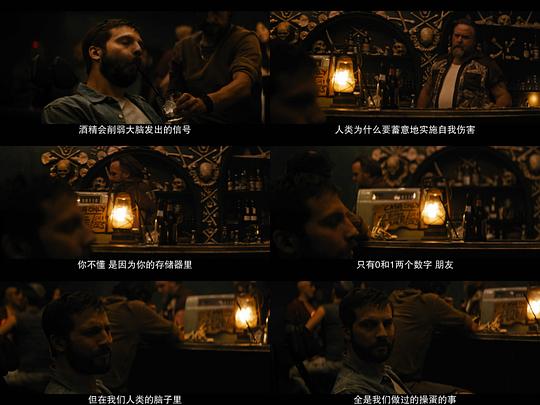 酒精会削弱大脑发出的信号
人类为什么要蓄意地实施自我伤害
你不懂 是因为你的存储器里
只有0和1两个数字 朋友
但在我们人类的脑子里
全是我们做过的操蛋的事